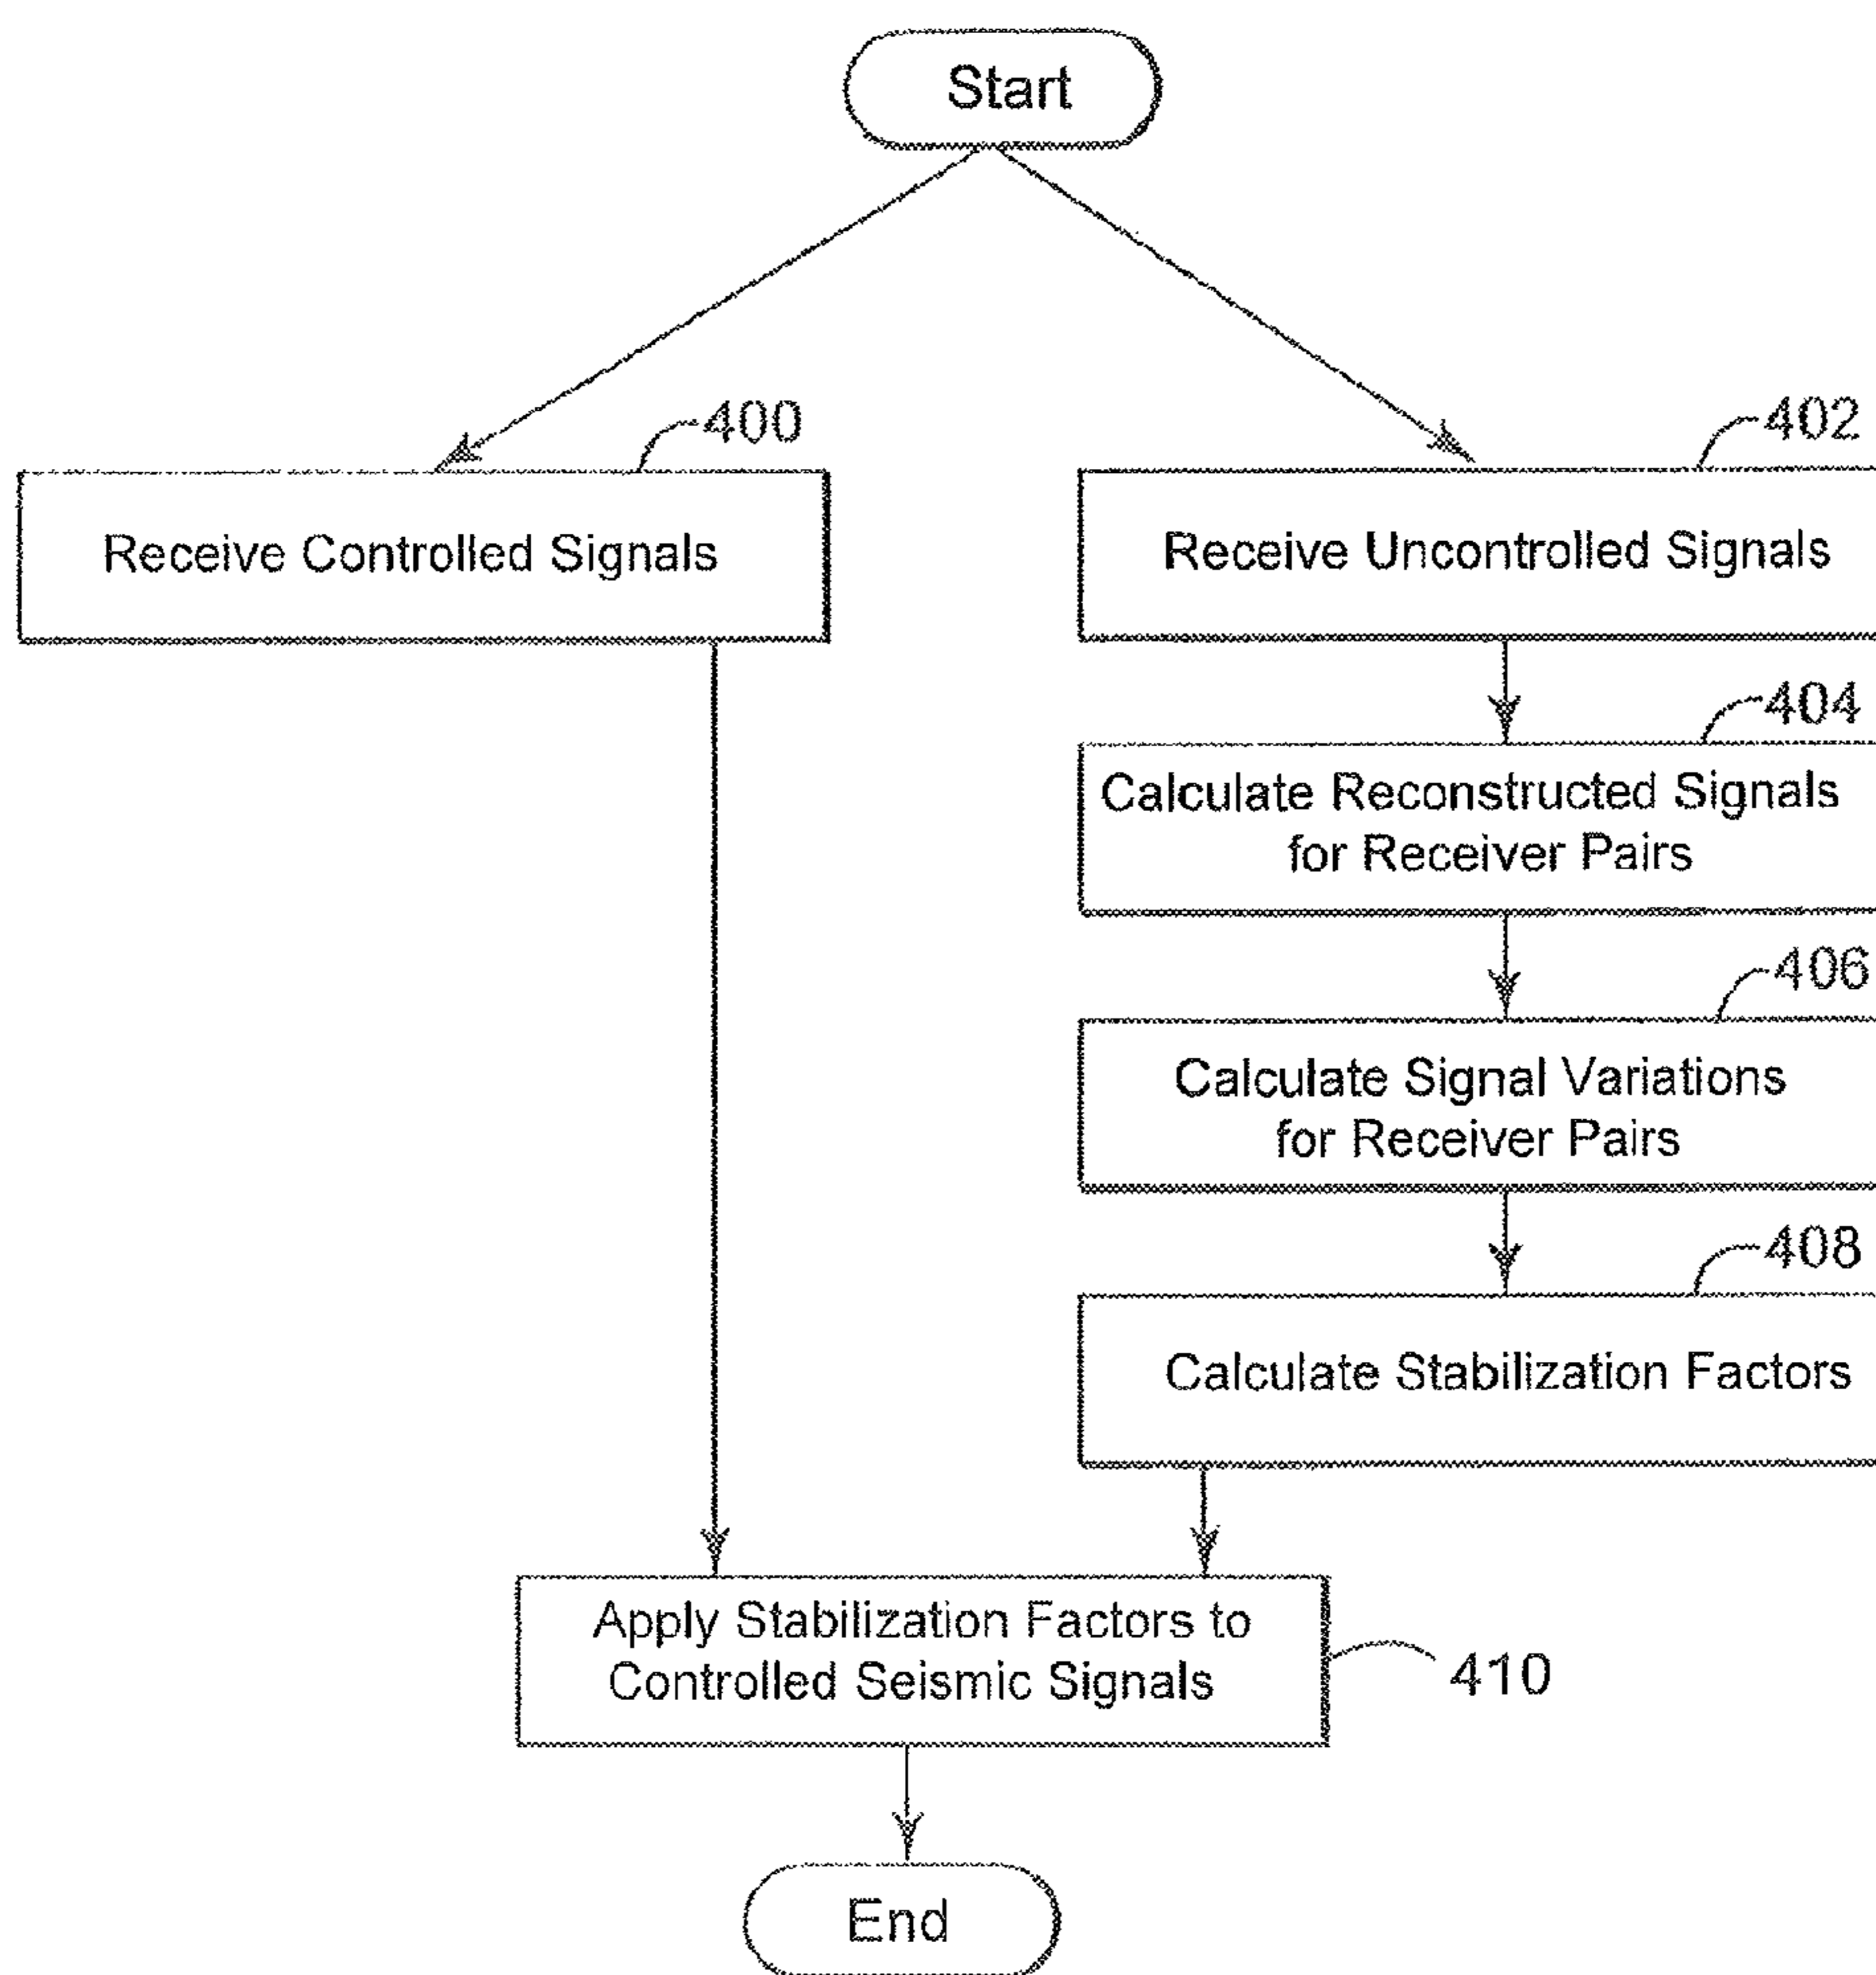 Start
400
402
Receive Controlled Signals
Receive Uncontrolled Signals
404
Calculate Reconstructed Signals
for Receiver Pairs
406
Calculate Signal Variations
for Receiver Pairs
408
Calculate Stabilization Factors
Apply Stabilization Factors to
Controlled Seismic Signals
410
End